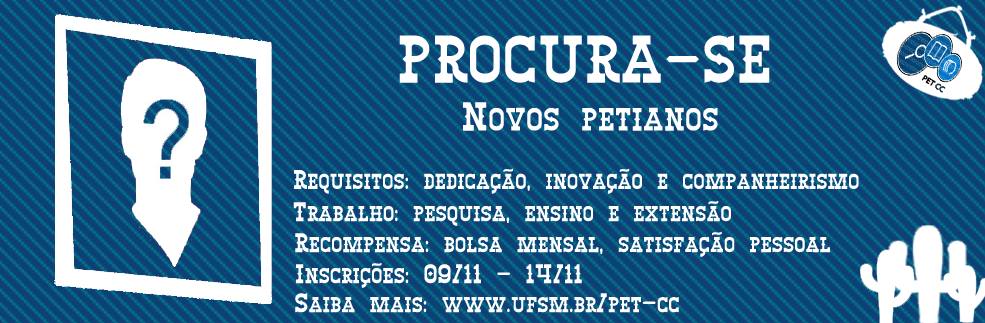 PROCURA-SE
NOVOS PETIANOS
REQUISITOS: DEDICAÇÃO, INOVAÇÃO E COMPANHEIRISMO
TRABALHO: PESQUISA, ENSINO E EXTENSÃO
RECOMPENSA: BOLSA MENSAL, SATISFAÇÃO PESSOAL
INSCRIÇÕES: 09/11 - 14/11
SAIBA MAIS: WWW.UFSM.BR/PET-CC
?
PET CC